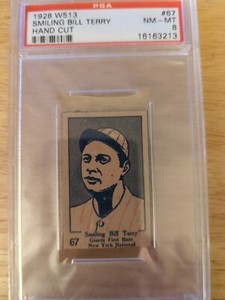 PSA
1928 W513 #67
SMILING BILL TERRY NM-MT
HAND CUT 8
16163213
67
Smiling Bill Terry
Giants First Base
New York National